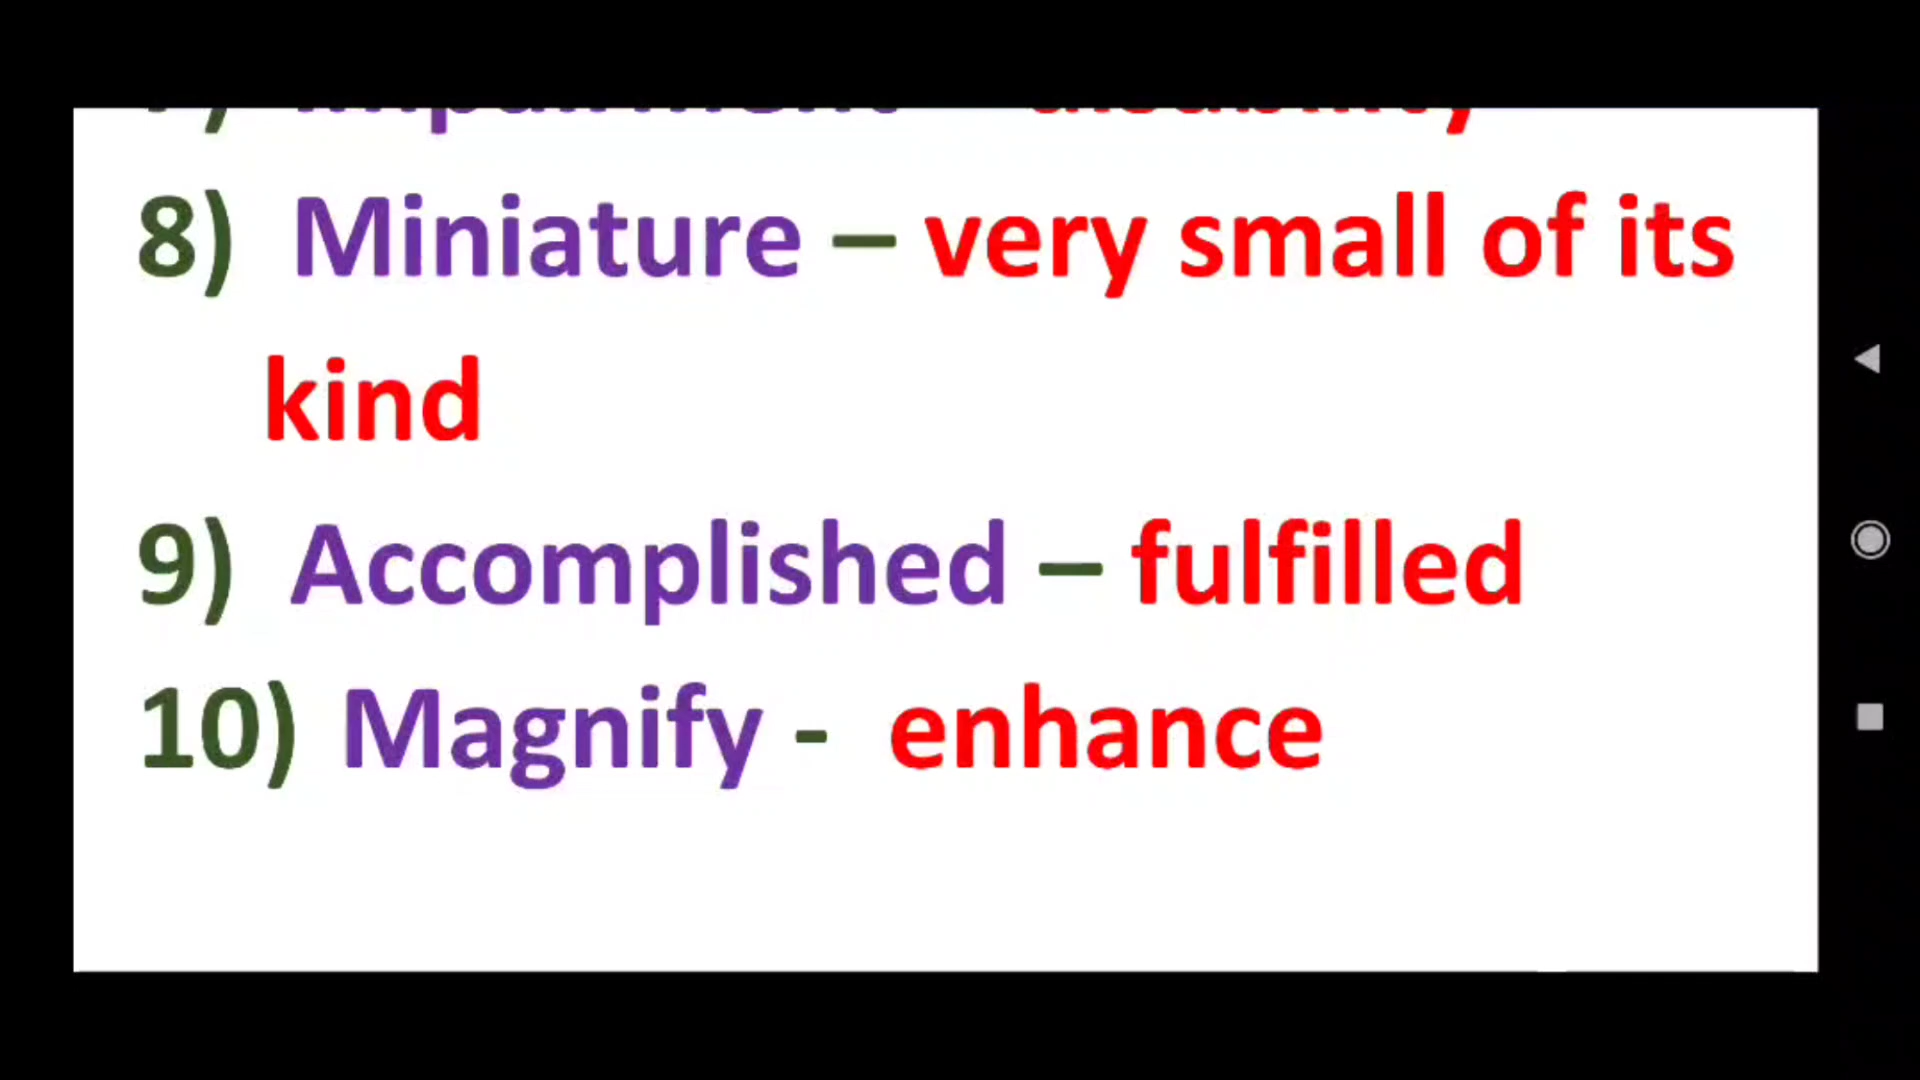 8) Miniature – very small of its
kind
9) Accomplished – fulfilled
10) Magnify - enhance